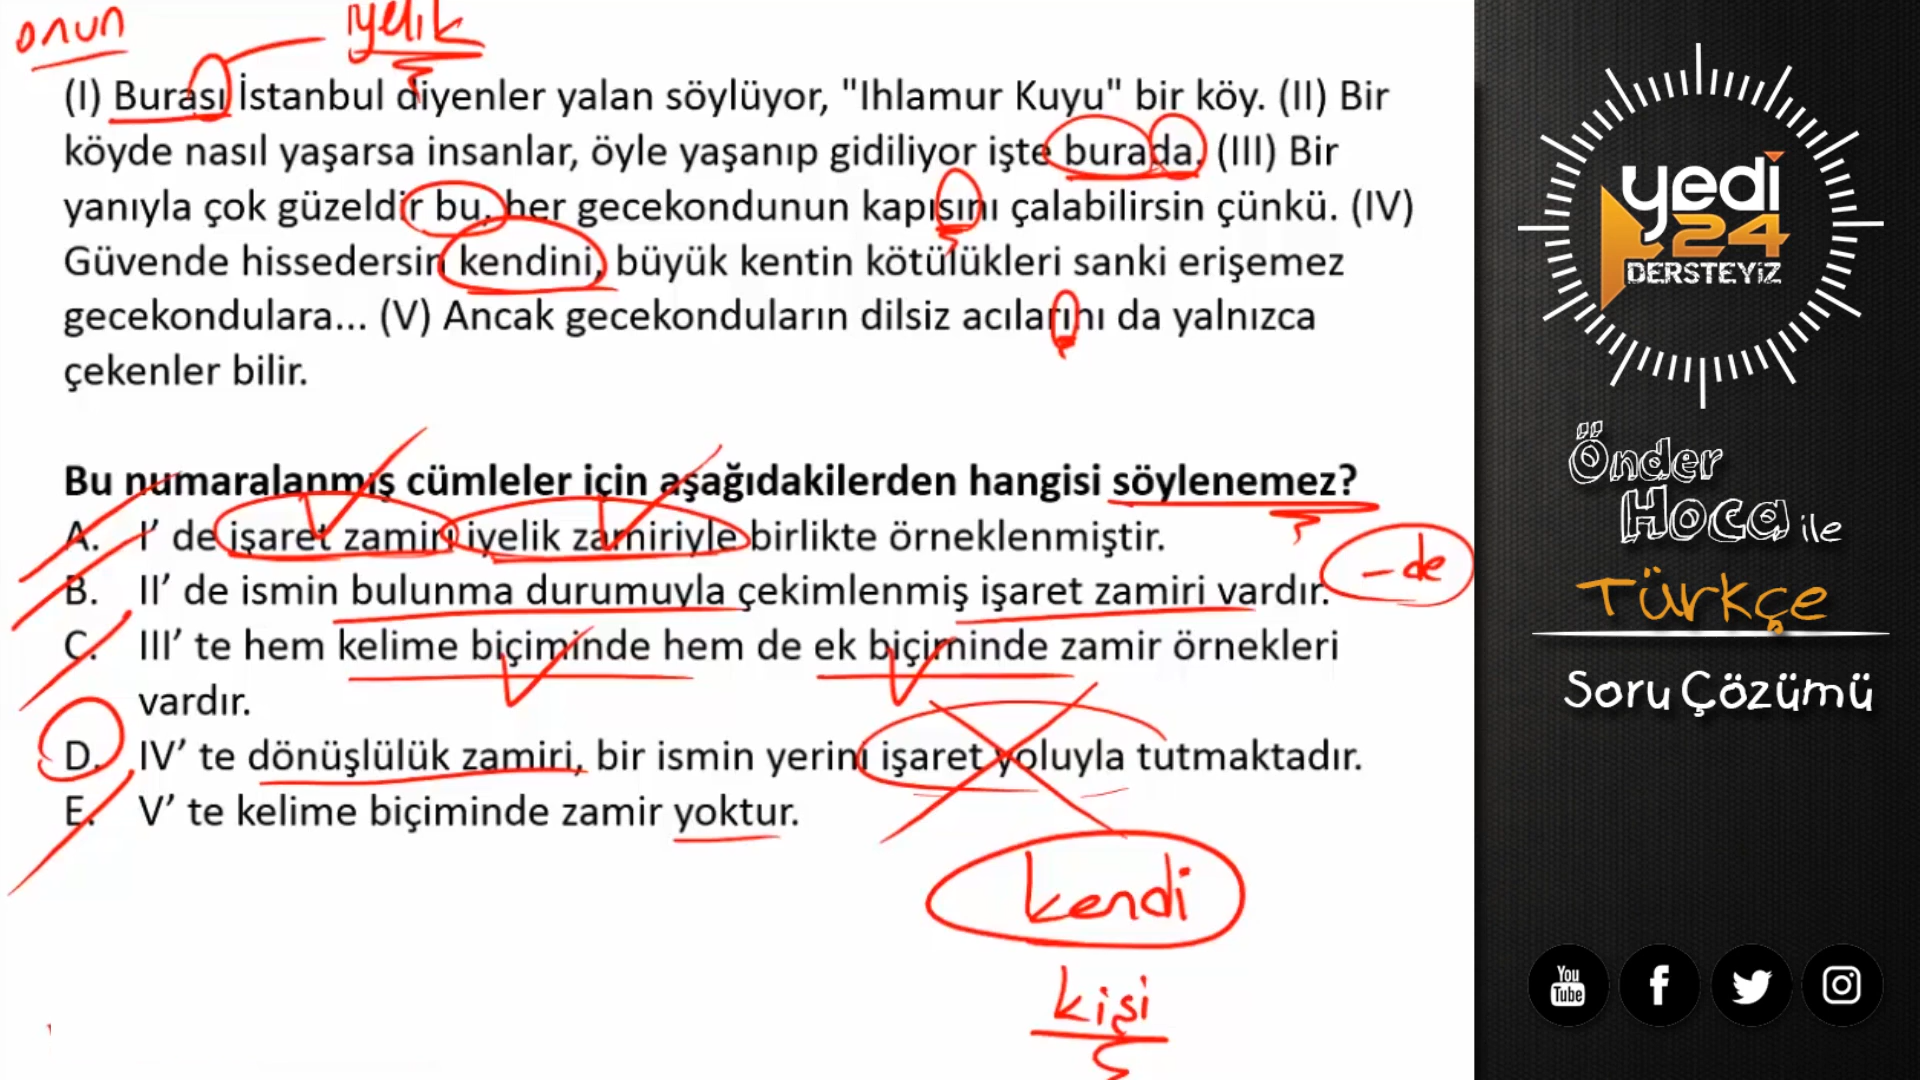 onun
iyelik
(I) Burası İstanbul diyenler yalan söylüyor, "Ihlamur Kuyu" bir köy. (II) Bir
köyde nasıl yaşarsa insanlar, öyle yaşanıp gidiliyor işte burada. (III) Bir
yanıyla çok güzeldir bu, her gecekondunun kapısını çalabilirsin çünkü. (IV)
Güvende hissedersin kendini, büyük kentin kötülükleri sanki erişemez
gecekondulara... (V) Ancak gecekonduların dilsiz acılarını da yalnızca
çekenler bilir.
Bu numaralanmış cümleler için aşağıdakilerden hangisi söylenemez?
A. I’ de işaret zamiri iyelik zamiriyle birlikte örneklenmiştir.
B. II’ de ismin bulunma durumuyla çekimlenmiş işaret zamiri vardır.
-de
C. III’ te hem kelime biçiminde hem de ek biçiminde zamir örnekleri
vardır.
D. IV’ te dönüşlülük zamiri, bir ismin yerini işaret yoluyla tutmaktadır.
E. V’ te kelime biçiminde zamir yoktur.
kendi
kişi
yedi
24
DERSTEYİZ
Önder
Hoca ile
Türkçe
Soru Çözümü
You
Tube